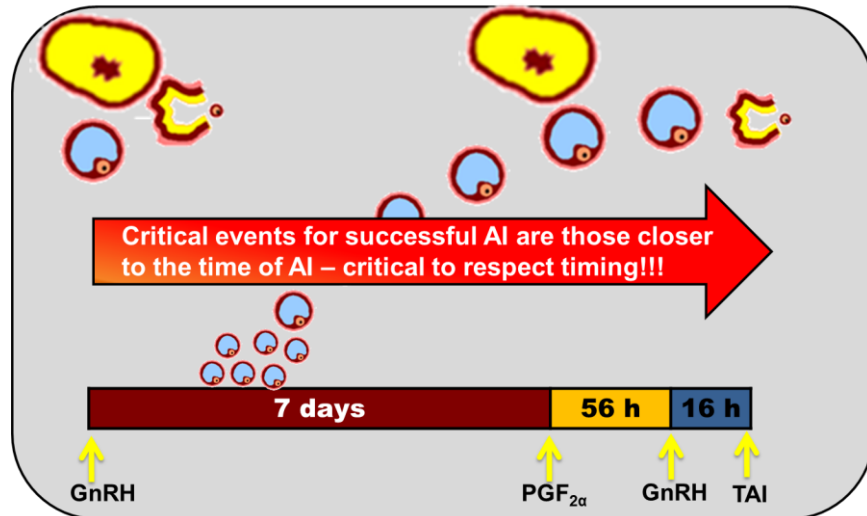 Critical events for successful AI are those closer
to the time of AI – critical to respect timing!!!
7 days
56 h
16 h
GnRH
PGF2α
GnRH
TAI